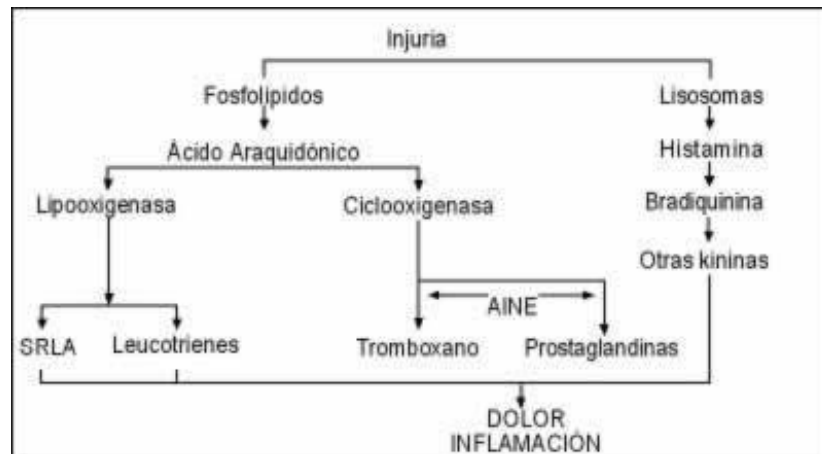 Injuria
Fosfolipidos
Lisosomas
Ácido Araquidónico
Histamina
Lipooxigenasa
Ciclooxigenasa
Bradiquinina
Otras kininas
AINE
SRLA
Leucotrienes
Tromboxano
Prostaglandinas
DOLOR
INFLAMACIÓN